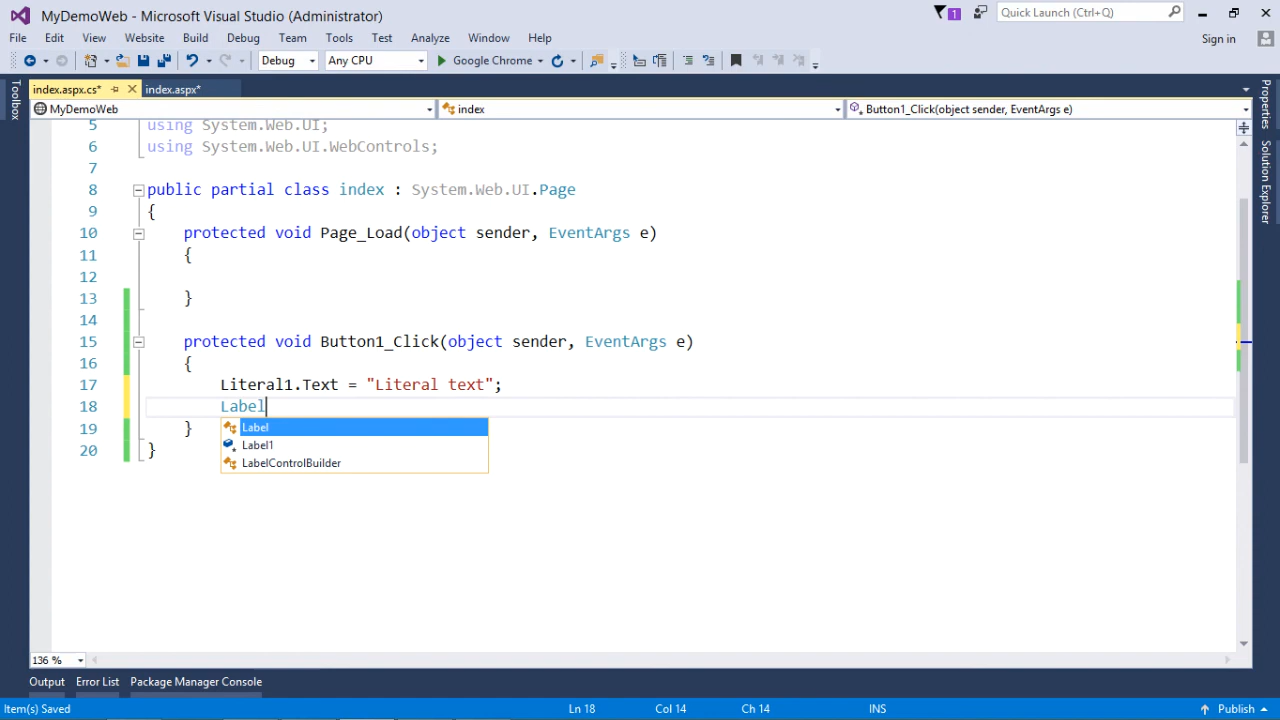 MyDemoWeb - Microsoft Visual Studio (Administrator)
1
Quick Launch (Ctrl+Q)
File Edit View Website Build Debug Team Tools Test Analyze Window Help
Sign in
Debug Any CPU Google Chrome
Toolbox
index.aspx.cs* index.aspx*
MyDemoWeb index Button1_Click(object sender, EventArgs e)
Properties
Solution Explorer
5 using System.Web.UI;
6 using System.Web.UI.WebControls;
7
8 public partial class index : System.Web.UI.Page
9 {
10 protected void Page_Load(object sender, EventArgs e)
11 {
12
13 }
14
15 protected void Button1_Click(object sender, EventArgs e)
16 {
17 Literal1.Text = "Literal text";
18 Label
Label
Label1
LabelControlBuilder
19 }
20 }
136 %
Output Error List Package Manager Console
Item(s) Saved Ln 18 Col 14 Ch 14 INS Publish